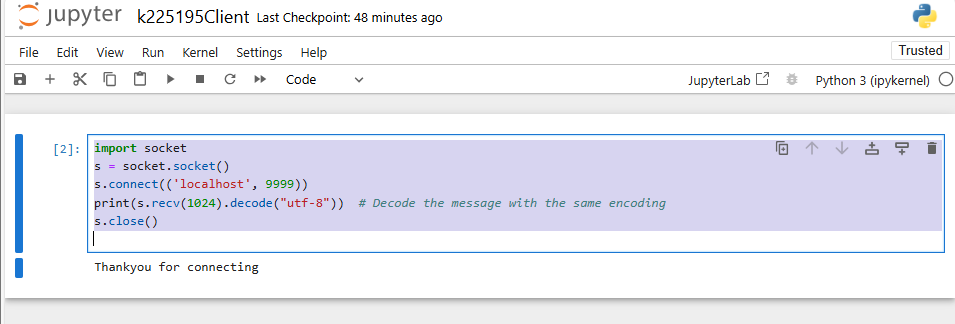 jupyter k225195Client Last Checkpoint: 48 minutes ago
File Edit View Run Kernel Settings Help Trusted
Code JupyterLab Python 3 (ipykernel)
[2]: import socket
s = socket.socket()
s.connect(('localhost', 9999))
print(s.recv(1024).decode("utf-8")) # Decode the message with the same encoding
s.close()
Thankyou for connecting